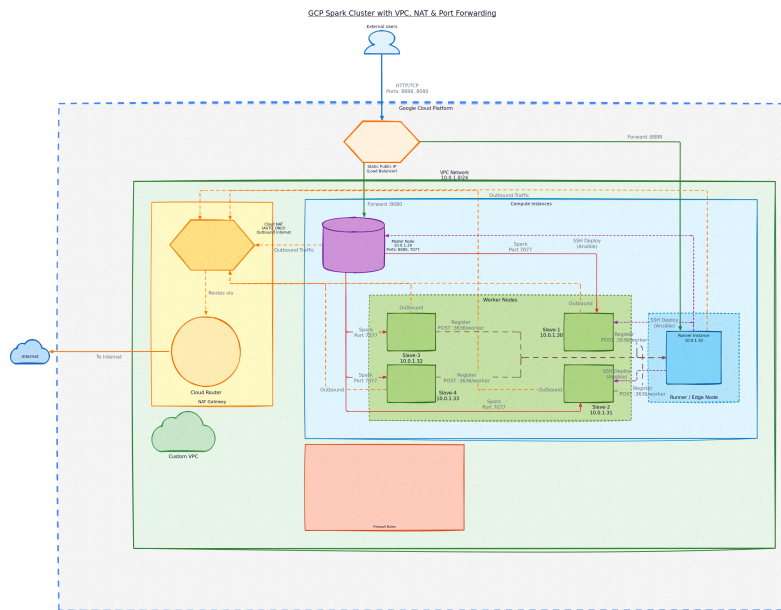 GCP Spark Cluster with VPC, NAT & Port Forwarding
External Users
HTTP/TCP
Ports: 8888, 8080
Google Cloud Platform
Forward :8888
Static Public IP
(Load Balancer)
VPC Network
10.0.1.0/24
Outbound Traffic
Compute Instances
Forward :8080
Cloud NAT
(AUTO_ONLY)
Outbound Internet
Outbound Traffic
Master Node
Ports: 8080, 7077
Spark
Port 7077
SSH Deploy
(Ansible)
Routes via
Worker Nodes
Outbound
Outbound
Spark
Port 7077
Register
POST :3636/worker
Slave-1
10.0.1.30
Register
POST :3636/worker
SSH Deploy
(Ansible)
Runner Instance
Slave-3
10.0.1.32
Internet
To Internet
Spark
Port 7077
Register
POST :3636/worker
SSH Deploy
(Ansible)
Outbound
Outbound
Register
POST :3636/worker
Cloud Router
NAT Gateway
Slave-4
10.0.1.33
Spark
Port 7077
Slave-2
10.0.1.31
Runner / Edge Node
Custom VPC
Firewall Rules